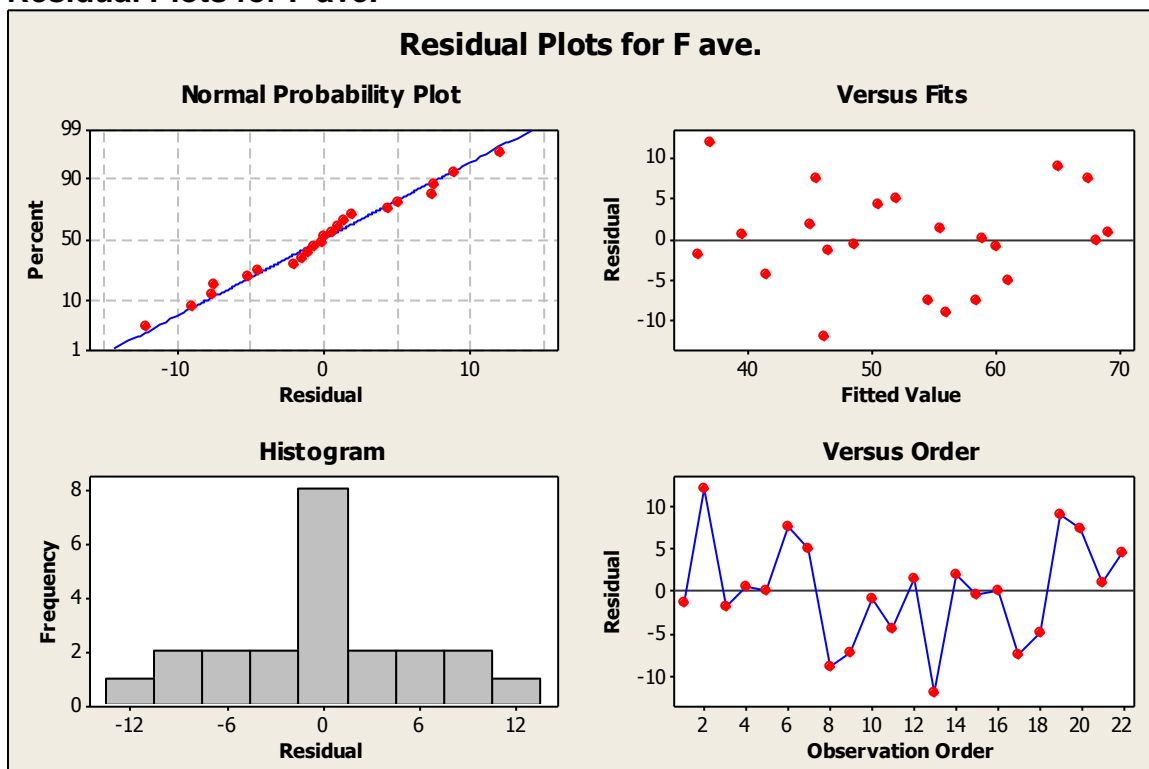 Residual Plots for F ave.
Normal Probability Plot
99
90
50
10
1
Percent
-10 0 10
Residual
Versus Fits
10
5
0
-5
-10
Residual
40 50 60 70
Fitted Value
Histogram
8
6
4
2
0
Frequency
-12 -6 0 6 12
Residual
Versus Order
10
5
0
-5
-10
Residual
2 4 6 8 10 12 14 16 18 20 22
Observation Order